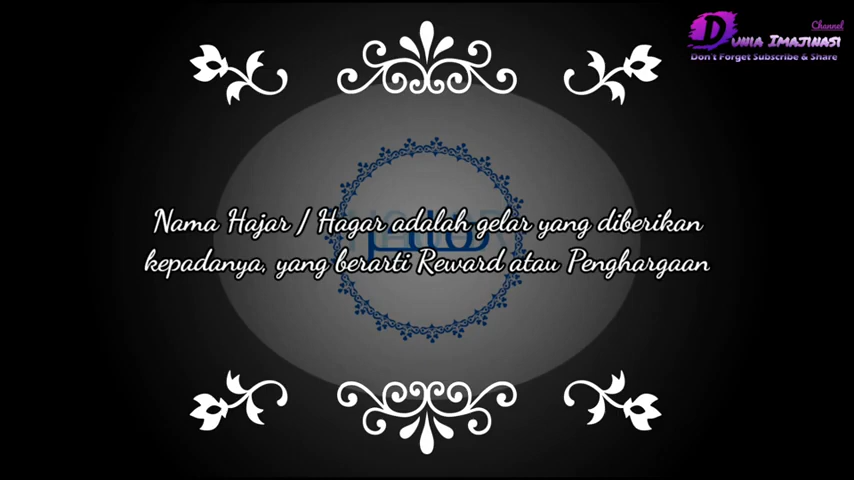 Channel
Dunia Imajinasi
Don't Forget Subscribe & Share
Nama Hajar / Hagar adalah gelar yang diberikan
kepadanya, yang berarti Reward atau Penghargaan